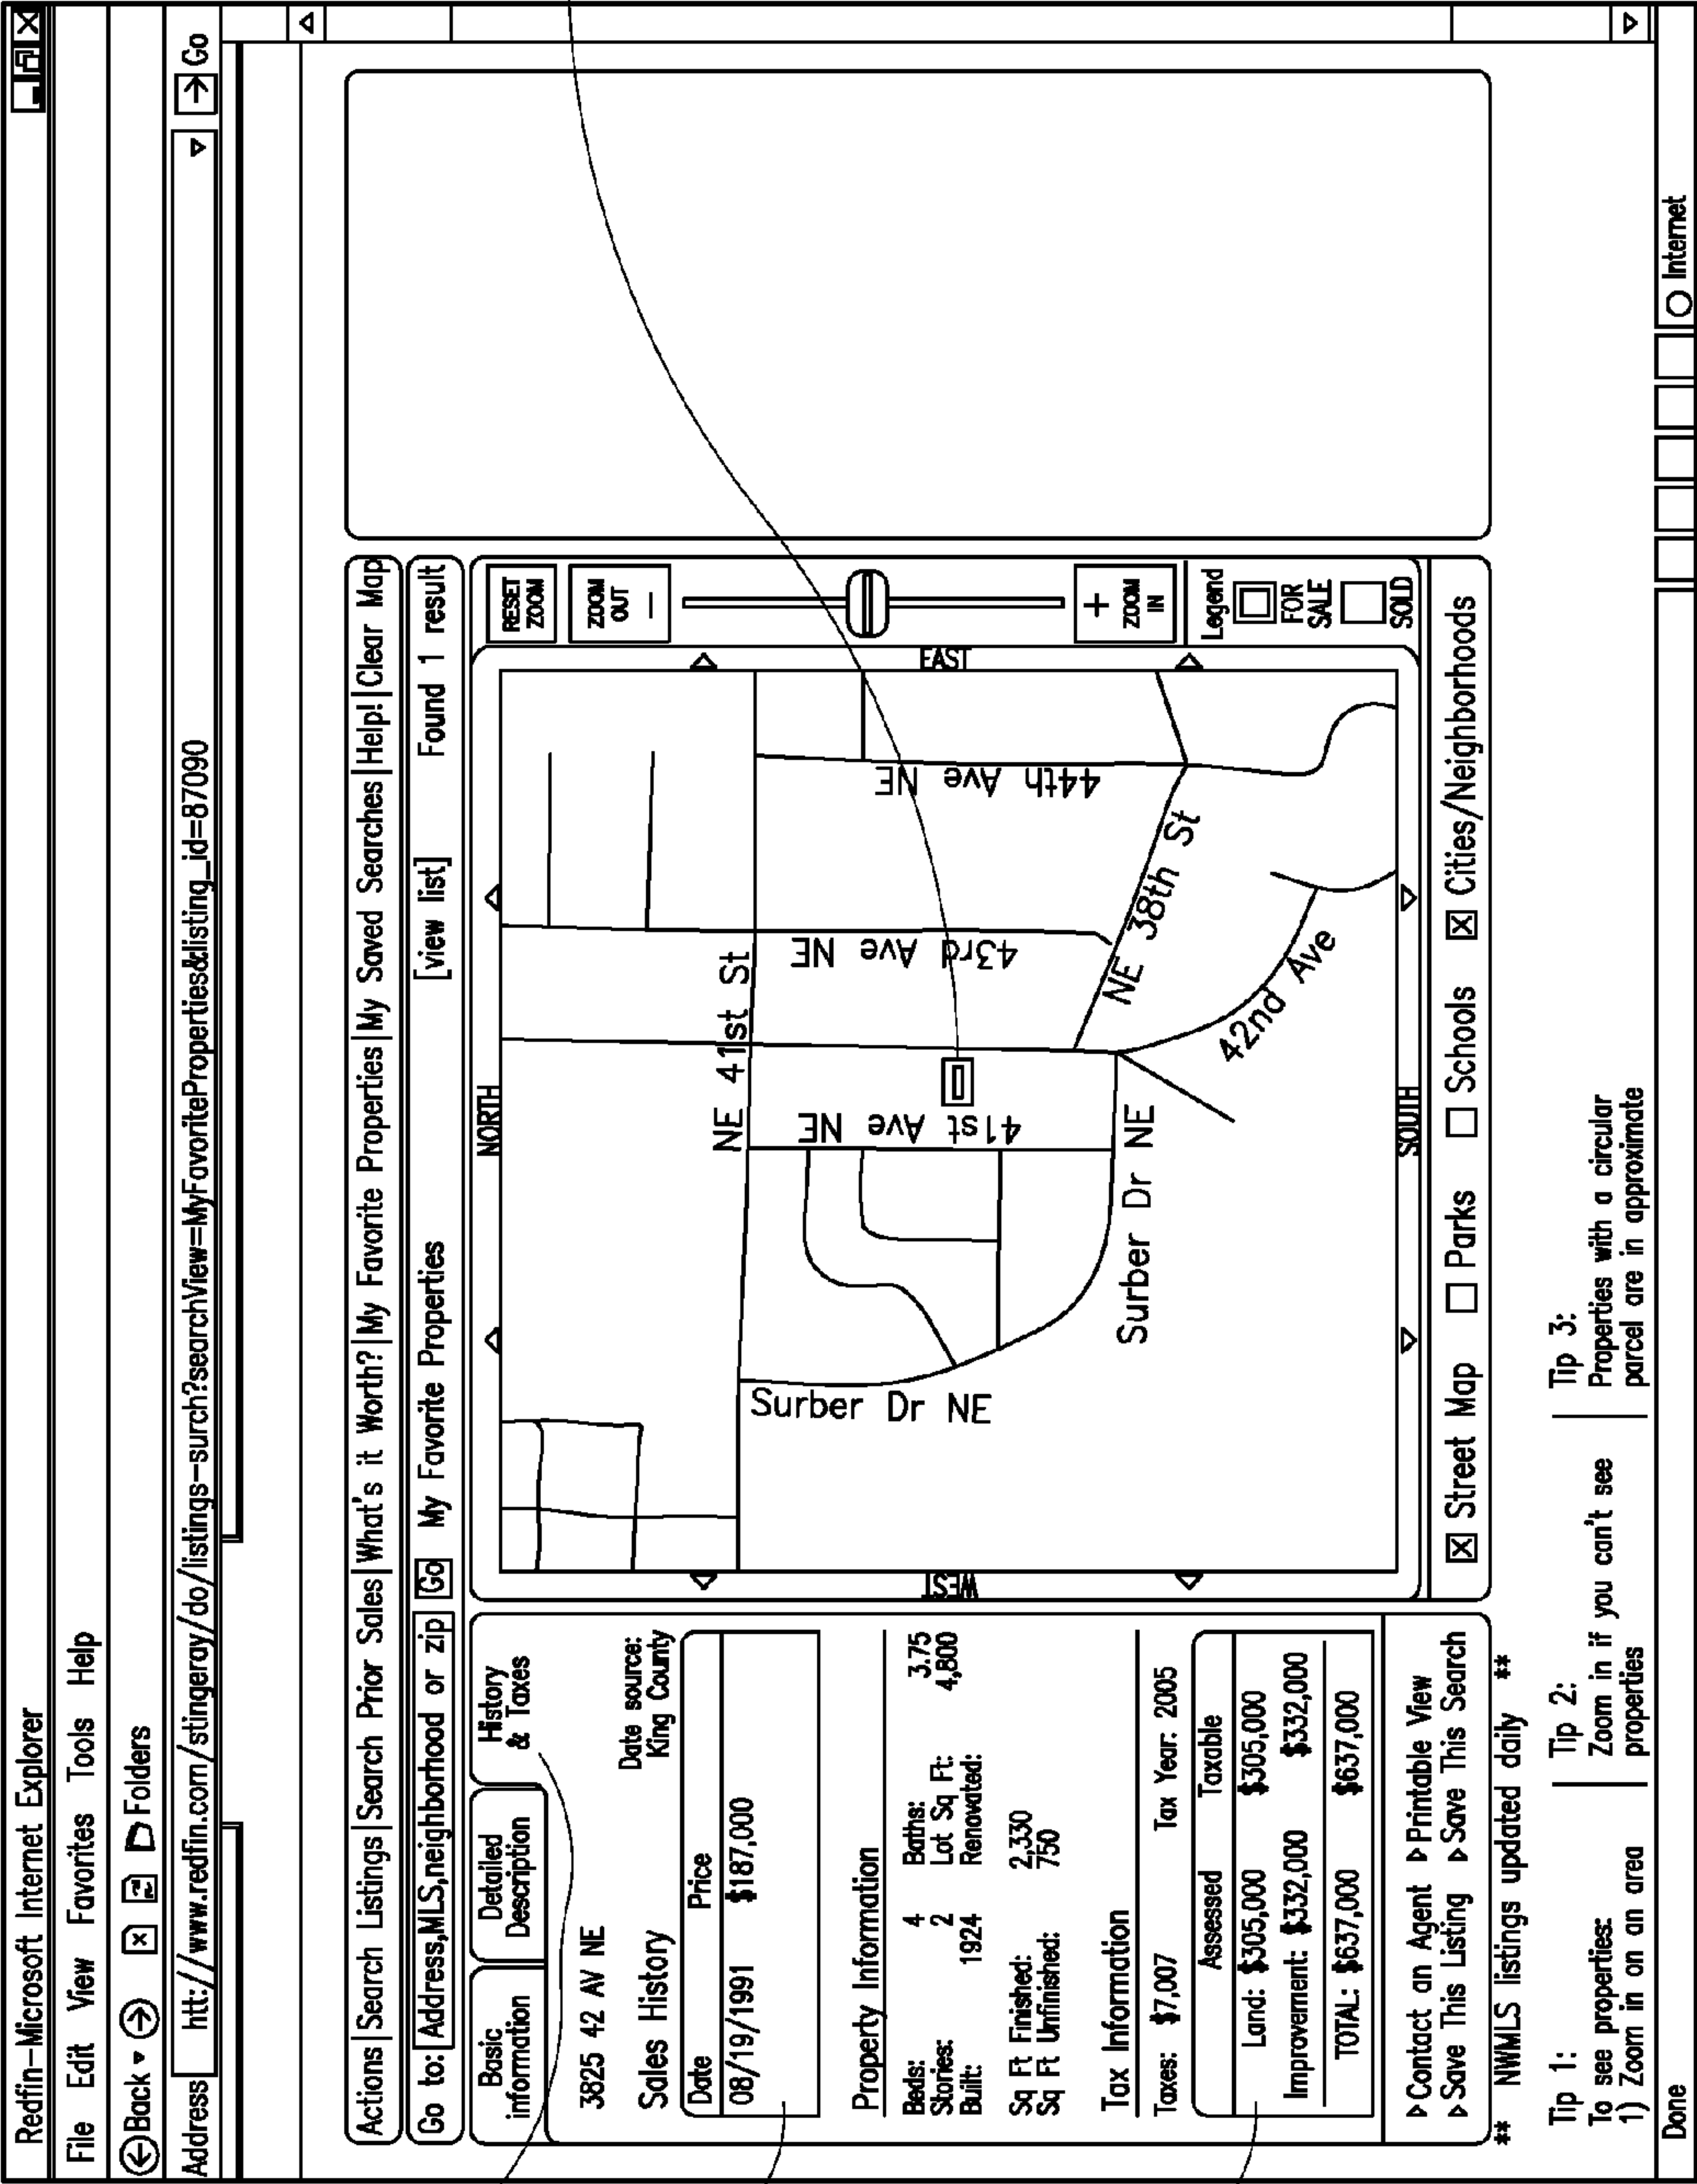 Redfin-Microsoft Internet Explorer
File Edit View Favorites Tools Help
Back Folders
Address htt://www.redfin.com/stingeray/do/listings-surch?searchView=MyFavoriteProperties&listing_id=87090 Go
Actions|Search Listings|Search Prior Sales|What's it Worth?|My Favorite Properties|My Saved Searches|Help!|Clear Map
Go to: Address,MLS,neighborhood or zip Go My Favorite Properties [view list] Found 1 result
Basic information
Detailed Description
History & Taxes
3825 42 AV NE
Sales History
Date source:
King County
Date Price
08/19/1991 $187,000
Property Information
Beds: 4 Baths: 3.75
Stories: 2 Lot Sq Ft: 4,800
Built: 1924 Renovated:
Sq Ft Finished: 2,330
Sq Ft Unfinished: 750
Tax Information
Taxes: $7,007 Tax Year: 2005
Assessed Taxable
Land: $305,000 $305,000
Improvement: $332,000 $332,000
TOTAL: $637,000 $637,000
Contact an Agent Printable View
Save This Listing Save This Search
NORTH
WEST
EAST
SOUTH
NE 41st St
41st Ave NE
43rd Ave NE
44th Ave NE
NE 38th St
42nd Ave
Surber Dr NE
Surber Dr NE
RESET
ZOOM
ZOOM
OUT
−
+
ZOOM
IN
Legend
FOR
SALE
SOLD
Street Map Parks Schools Cities/Neighborhoods
** NWMLS listings updated daily **
Tip 1:
To see properties:
1) Zoom in on an area
Tip 2:
Zoom in if you can't see
properties
Tip 3:
Properties with a circular
parcel are in approximate
Done Internet